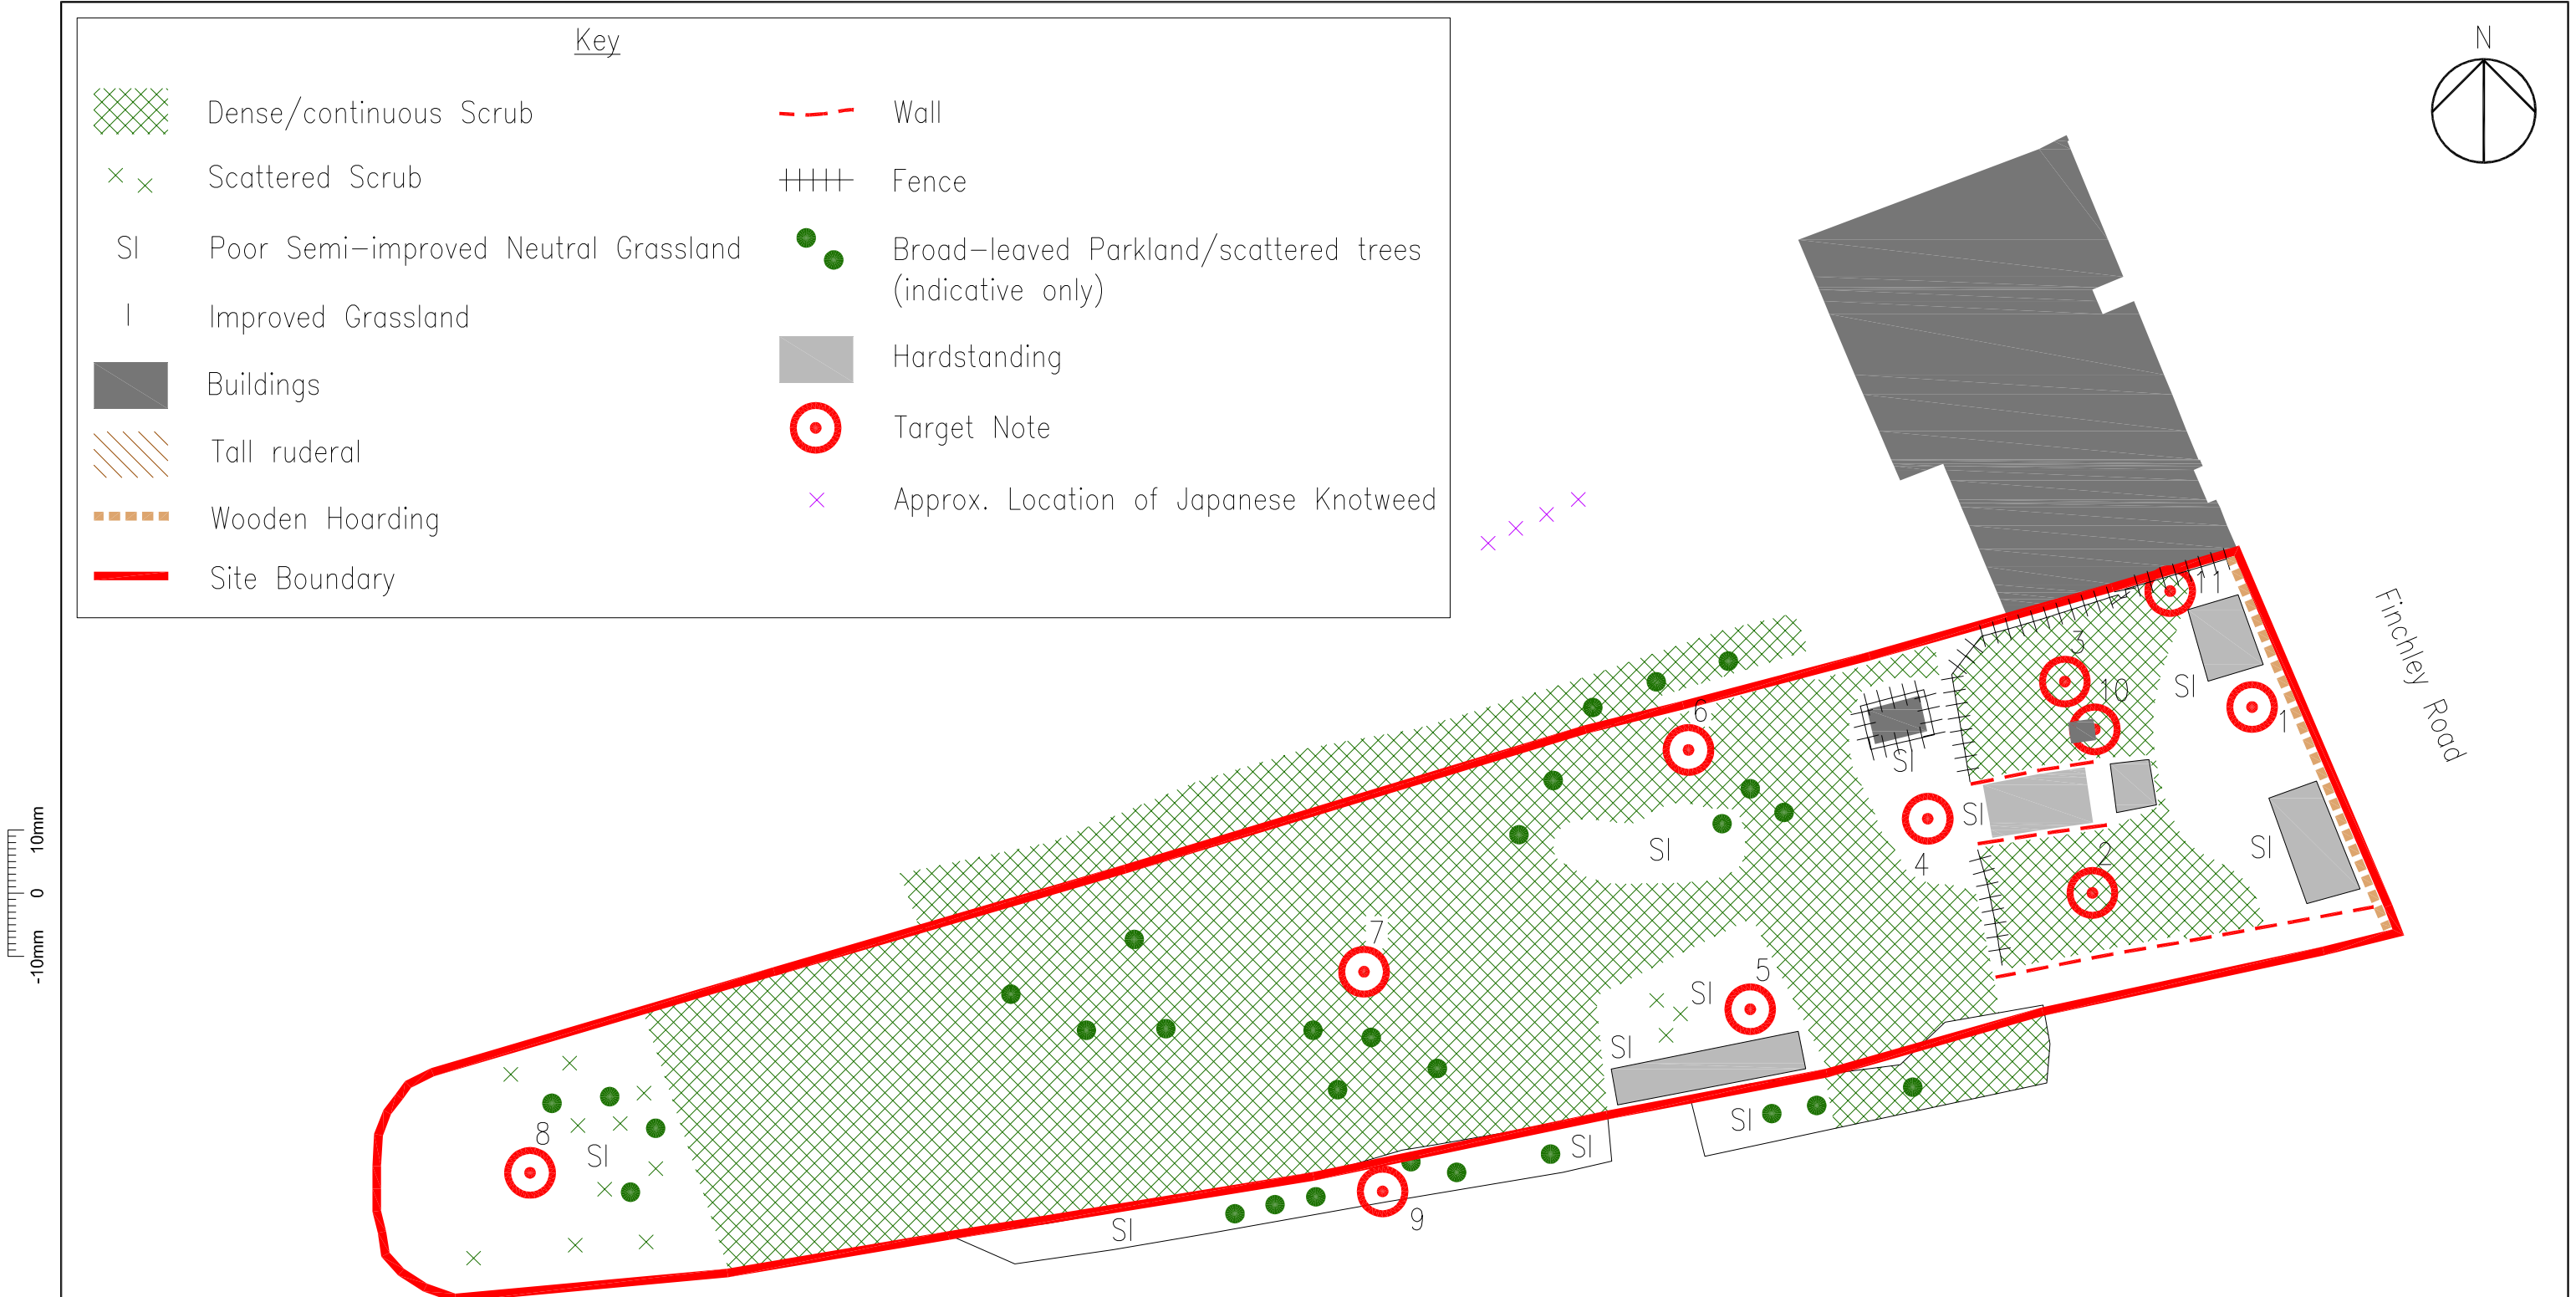 Key
Dense/continuous Scrub
Scattered Scrub
SI
Poor Semi-improved Neutral Grassland
I
Improved Grassland
Buildings
Tall ruderal
Wooden Hoarding
Site Boundary
Wall
Fence
Broad-leaved Parkland/scattered trees
(indicative only)
Hardstanding
Target Note
Approx. Location of Japanese Knotweed
N
Finchley Road
11
3
10
SI
1
6
SI
SI
4
SI
SI
2
SI
7
5
SI
SI
8
SI
SI
SI
9
SI
10mm
0
-10mm